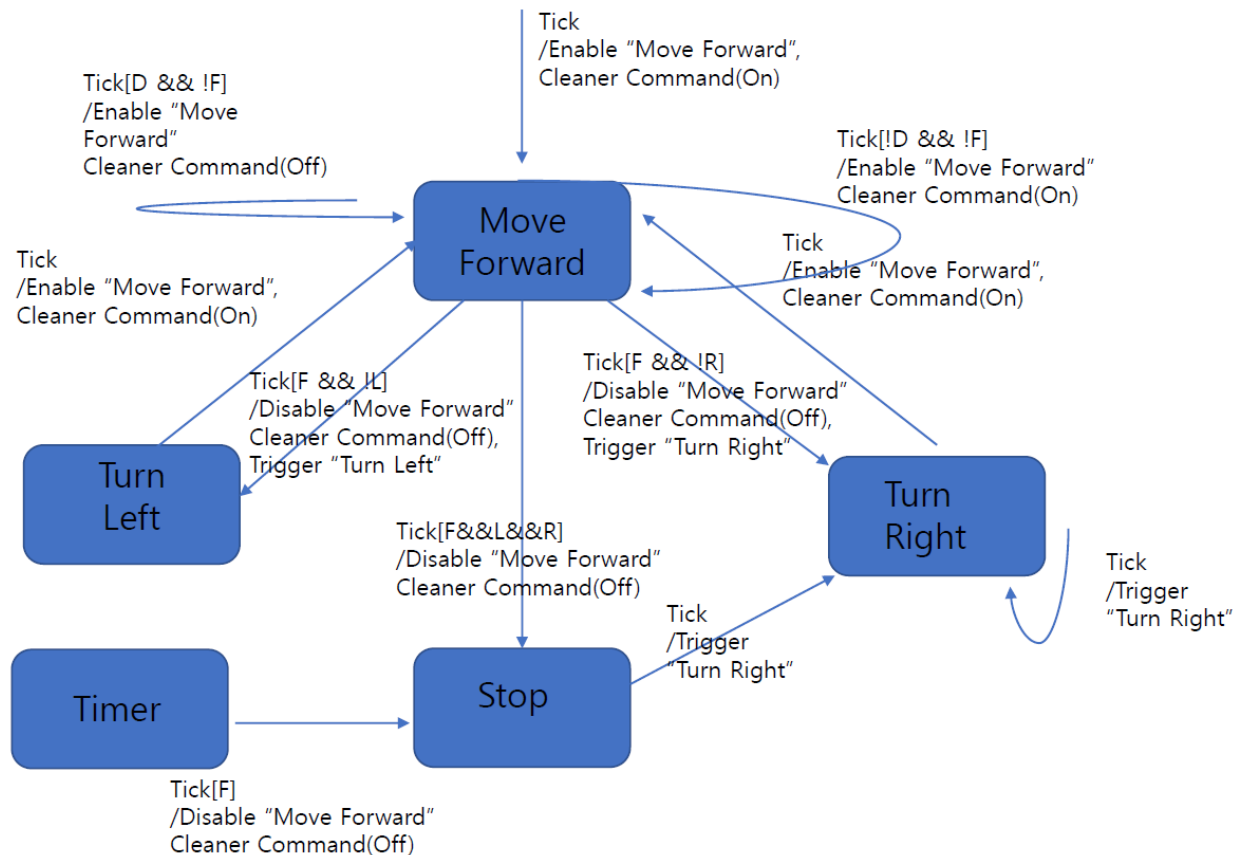 Tick
/Enable “Move Forward”,
Cleaner Command(On)
Tick[D && !F]
/Enable “Move
Forward”
Cleaner Command(Off)
Tick[!D && !F]
/Enable “Move Forward”
Cleaner Command(On)
Move
Forward
Tick
/Enable “Move Forward”,
Cleaner Command(On)
Tick
/Enable “Move Forward”,
Cleaner Command(On)
Tick[F && !L]
/Disable “Move Forward”
Cleaner Command(Off),
Trigger “Turn Left”
Tick[F && !R]
/Disable “Move Forward”
Cleaner Command(Off),
Trigger “Turn Right”
Turn
Left
Turn
Right
Tick[F&&L&&R]
/Disable “Move Forward”
Cleaner Command(Off)
Tick
/Trigger
“Turn Right”
Tick
/Trigger
“Turn Right”
Timer
Stop
Tick[F]
/Disable “Move Forward”
Cleaner Command(Off)